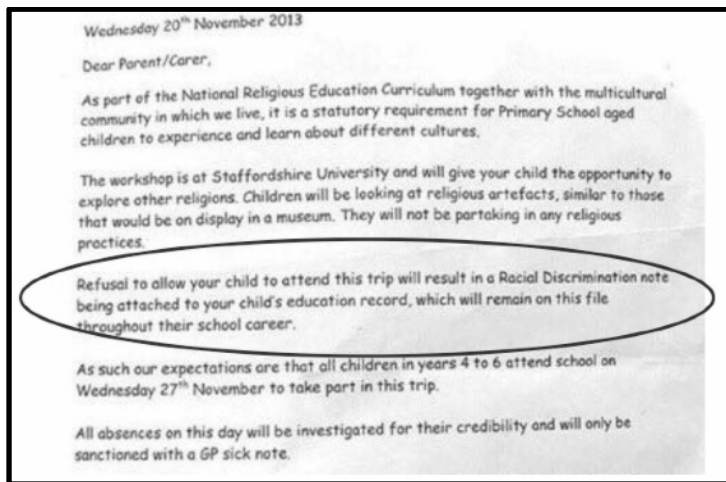 Wednesday 20th November 2013
Dear Parent/Carer,
As part of the National Religious Education Curriculum together with the multicultural
community in which we live, it is a statutory requirement for Primary School aged
children to experience and learn about different cultures.
The workshop is at Staffordshire University and will give your child the opportunity to
explore other religions. Children will be looking at religious artefacts, similar to those
that would be on display in a museum. They will not be partaking in any religious
practices.
Refusal to allow your child to attend this trip will result in a Racial Discrimination note
being attached to your child's education record, which will remain on this file
throughout their school career.
As such our expectations are that all children in years 4 to 6 attend school on
Wednesday 27th November to take part in this trip.
All absences on this day will be investigated for their credibility and will only be
sanctioned with a GP sick note.